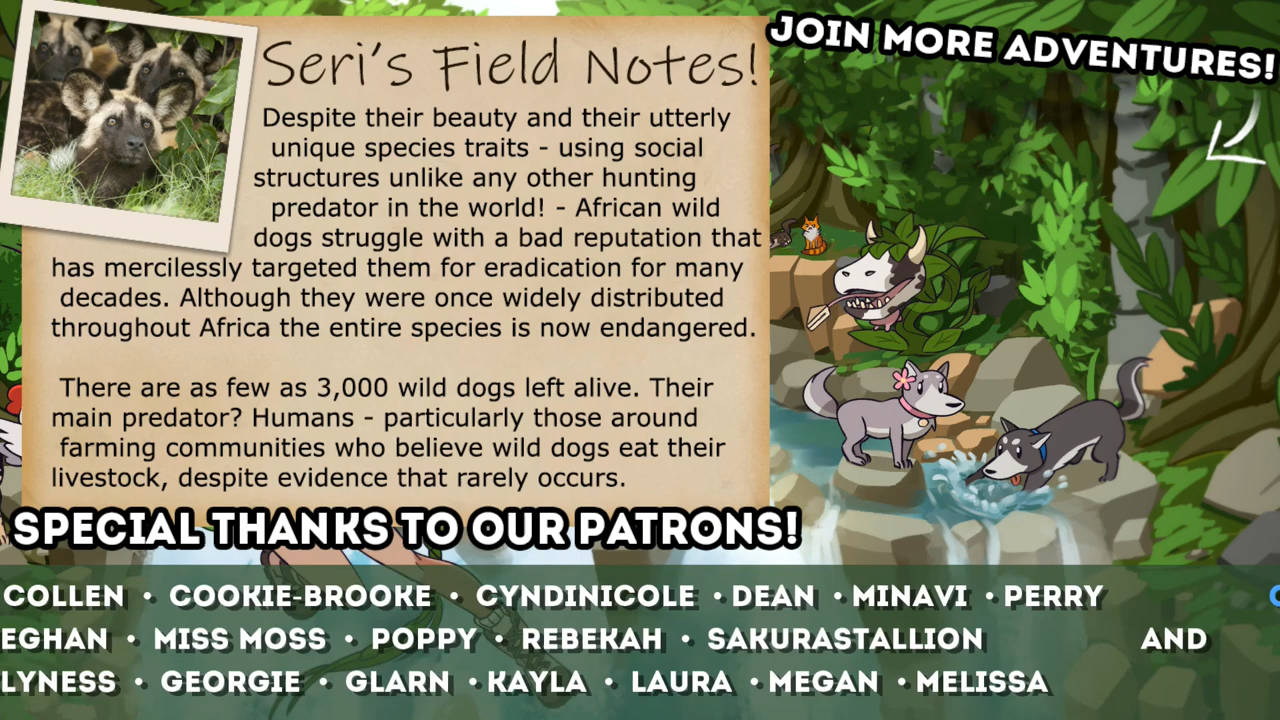 Seri's Field Notes!
Despite their beauty and their utterly
unique species traits - using social
structures unlike any other hunting
predator in the world! - African wild
dogs struggle with a bad reputation that
has mercilessly targeted them for eradication for many
decades. Although they were once widely distributed
throughout Africa the entire species is now endangered.
There are as few as 3,000 wild dogs left alive. Their
main predator? Humans - particularly those around
farming communities who believe wild dogs eat their
livestock, despite evidence that rarely occurs.
JOIN MORE ADVENTURES!
SPECIAL THANKS TO OUR PATRONS!
COLLEN • COOKIE-BROOKE • CYNDINICOLE • DEAN • MINAVI • PERRY
EGHAN • MISS MOSS • POPPY • REBEKAH • SAKURASTALLION AND
LYNESS • GEORGIE • GLARN • KAYLA • LAURA • MEGAN • MELISSA